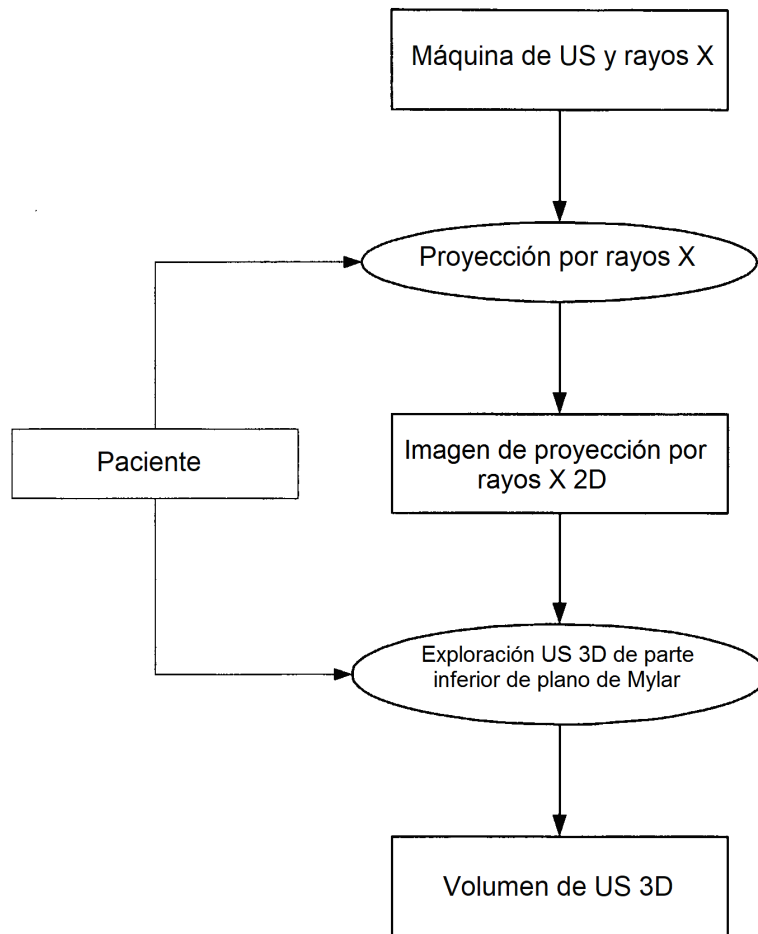 Máquina de US y rayos X
Proyección por rayos X
Paciente
Imagen de proyección por
rayos X 2D
Exploración US 3D de parte
inferior de plano de Mylar
Volumen de US 3D